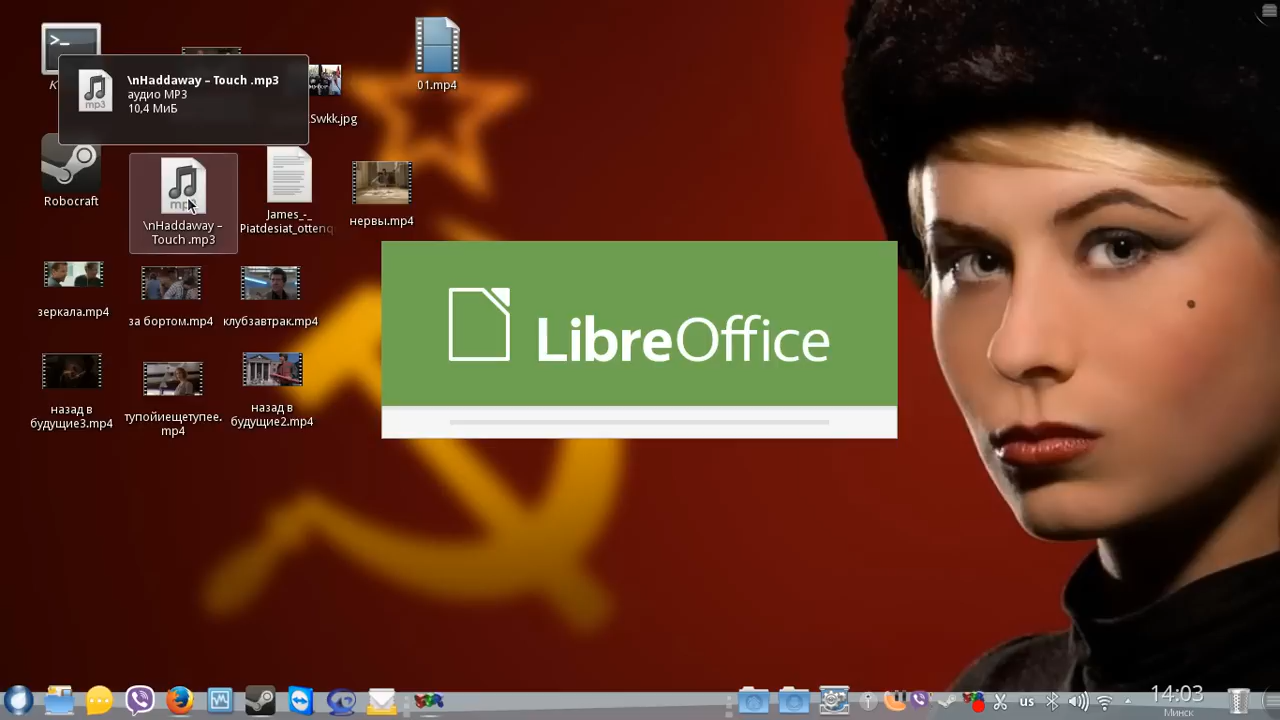 >_
\nHaddaway – Touch .mp3
аудио MP3
10,4 МиБ
mp3
Swkk.jpg
01.mp4
Robocraft
\nHaddaway –
Touch .mp3
James_-_
Piatdesiat_ottenq
нервы.mp4
зеркала.mp4
за бортом.mp4
клубзавтрак.mp4
LibreOffice
назад в
будущие3.mp4
тупойиещетупее.
mp4
назад в
будущие2.mp4
us
14:03
Минск